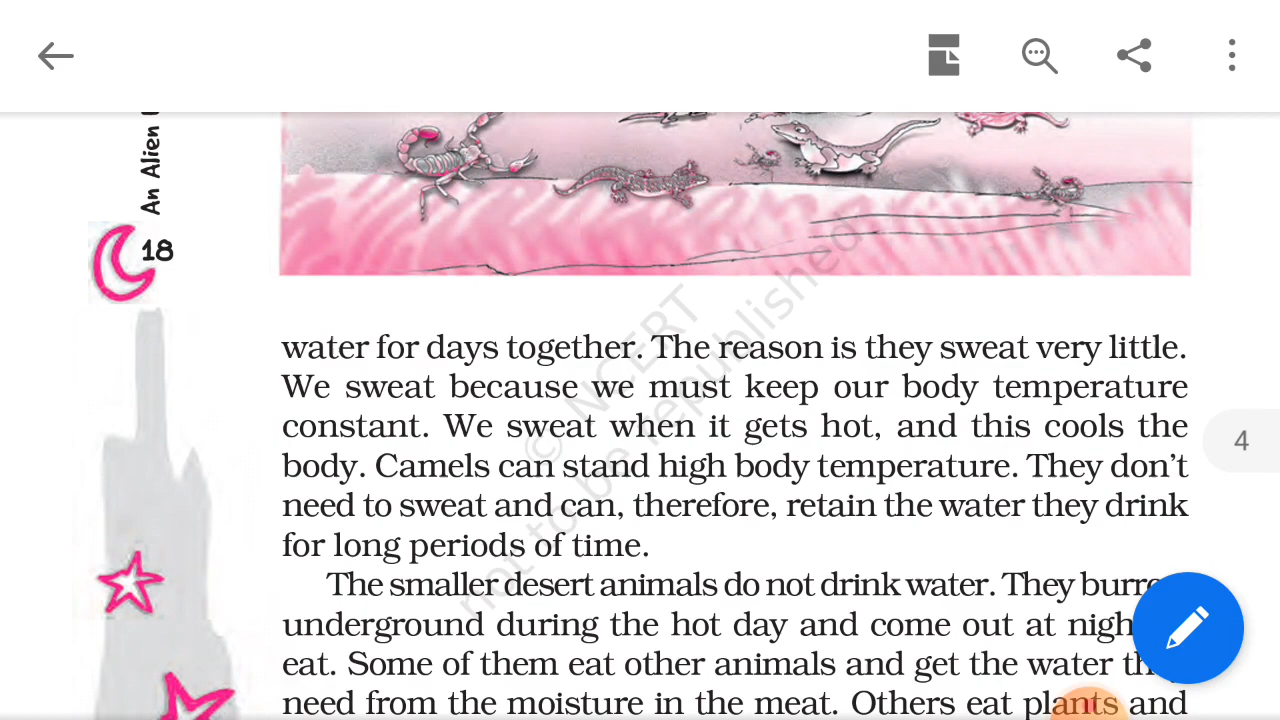 An Alien
18
water for days together. The reason is they sweat very little.
We sweat because we must keep our body temperature
constant. We sweat when it gets hot, and this cools the
body. Camels can stand high body temperature. They don't
need to sweat and can, therefore, retain the water they drink
for long periods of time.
The smaller desert animals do not drink water. They
underground during the hot day and come out at
eat. Some of them eat other animals and get the water
need from the moisture in the meat. Others eat plants and
4
© NCERT
not to be republished